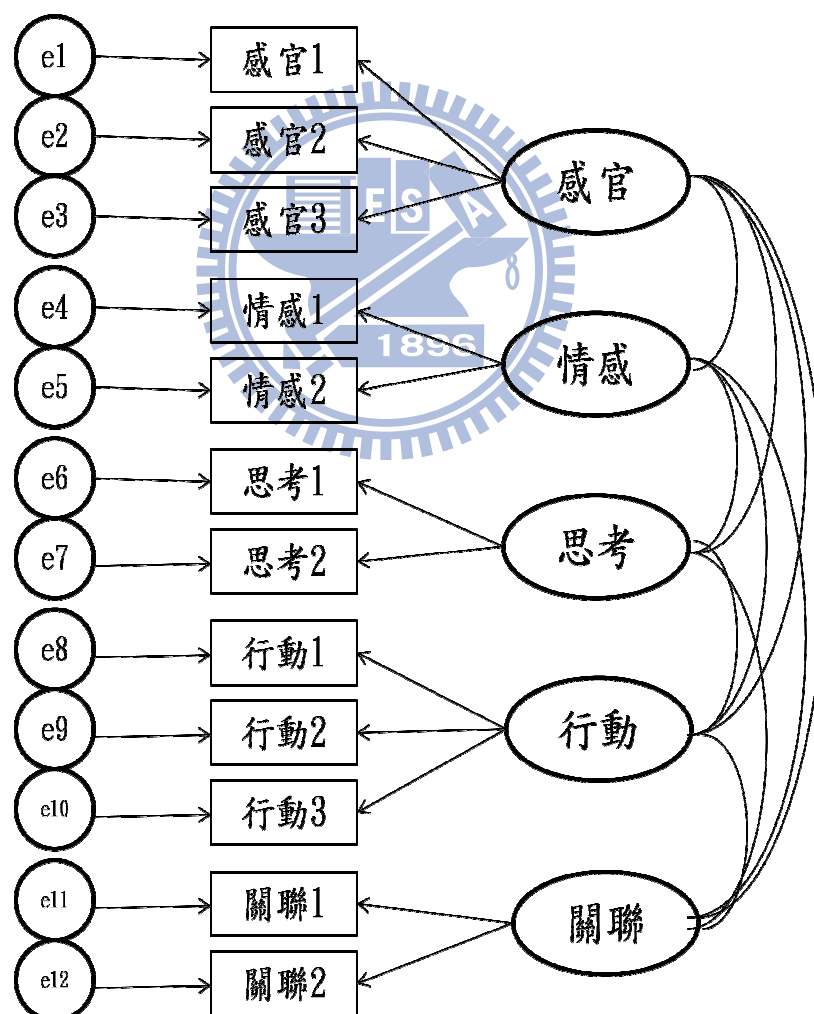 e1 感官1
e2 感官2
e3 感官3
感官
e4 情感1
e5 情感2
情感
e6 思考1
e7 思考2
思考
e8 行動1
e9 行動2
e10 行動3
行動
e11 關聯1
e12 關聯2
關聯
E S A
1896